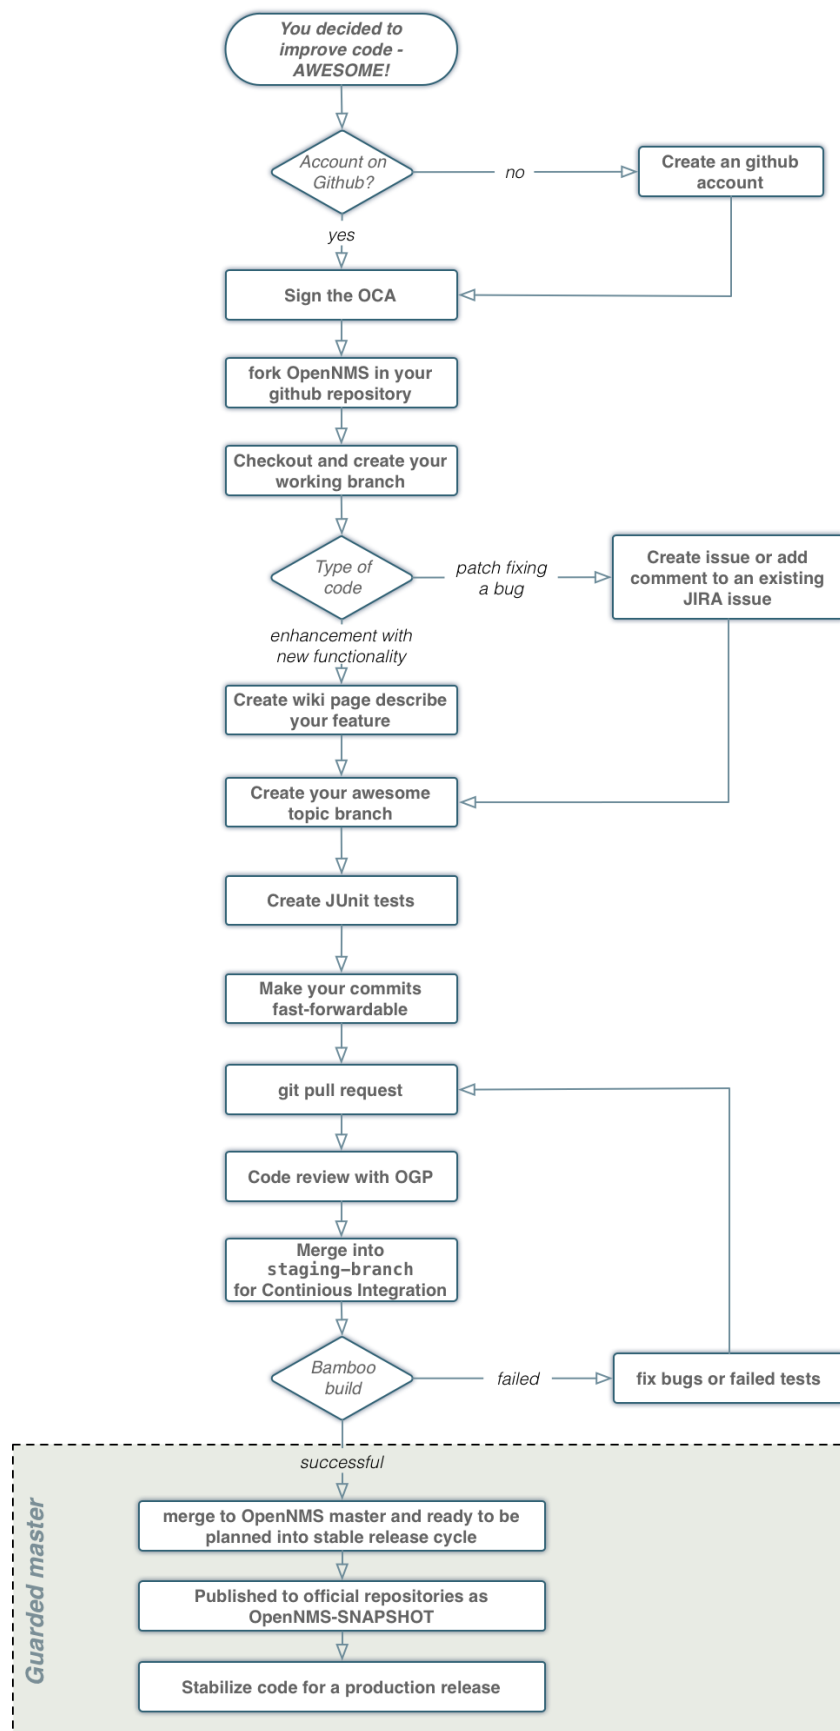 You decided to
improve code -
AWESOME!
Account on
Github?
no
Create an github
account
yes
Sign the OCA
fork OpenNMS in your
github repository
Checkout and create your
working branch
Type of
code
patch fixing
a bug
Create issue or add
comment to an existing
JIRA issue
enhancement with
new functionality
Create wiki page describe
your feature
Create your awesome
topic branch
Create JUnit tests
Make your commits
fast-forwardable
git pull request
Code review with OGP
Merge into
staging-branch
for Continious Integration
Bamboo
build
failed
fix bugs or failed tests
successful
Guarded master
merge to OpenNMS master and ready to be
planned into stable release cycle
Published to official repositories as
OpenNMS-SNAPSHOT
Stabilize code for a production release